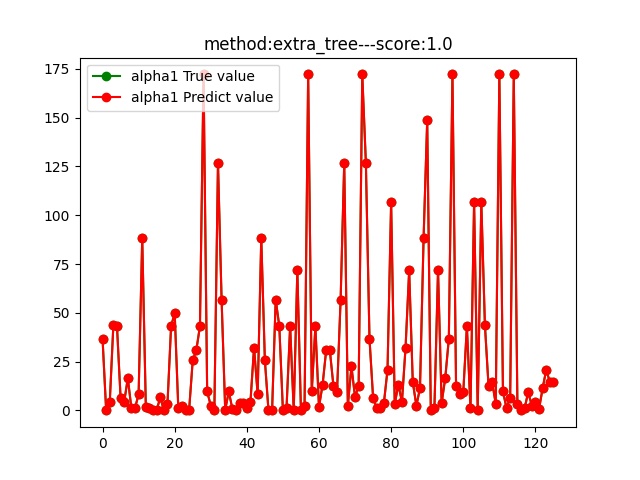 method:extra_tree---score:1.0
alpha1 True value
alpha1 Predict value
175
150
125
100
75
50
25
0
0 20 40 60 80 100 120